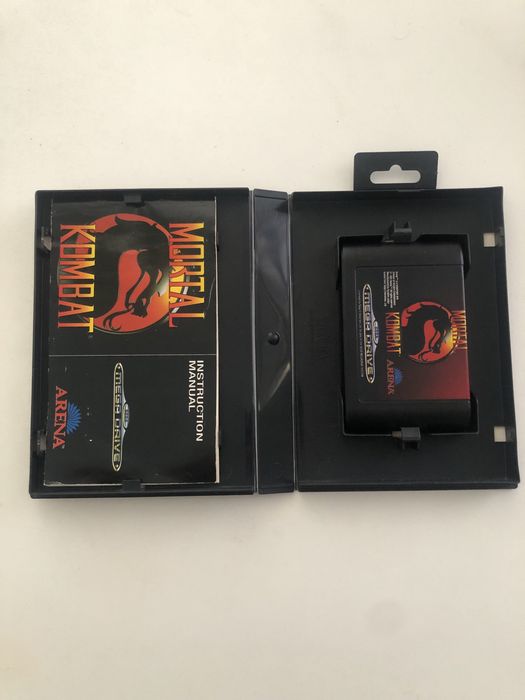 MORTAL
KOMBAT
INSTRUCTION
MANUAL
MEGA DRIVE
ARENA
MORTAL
KOMBAT
ARENA
MEGA DRIVE